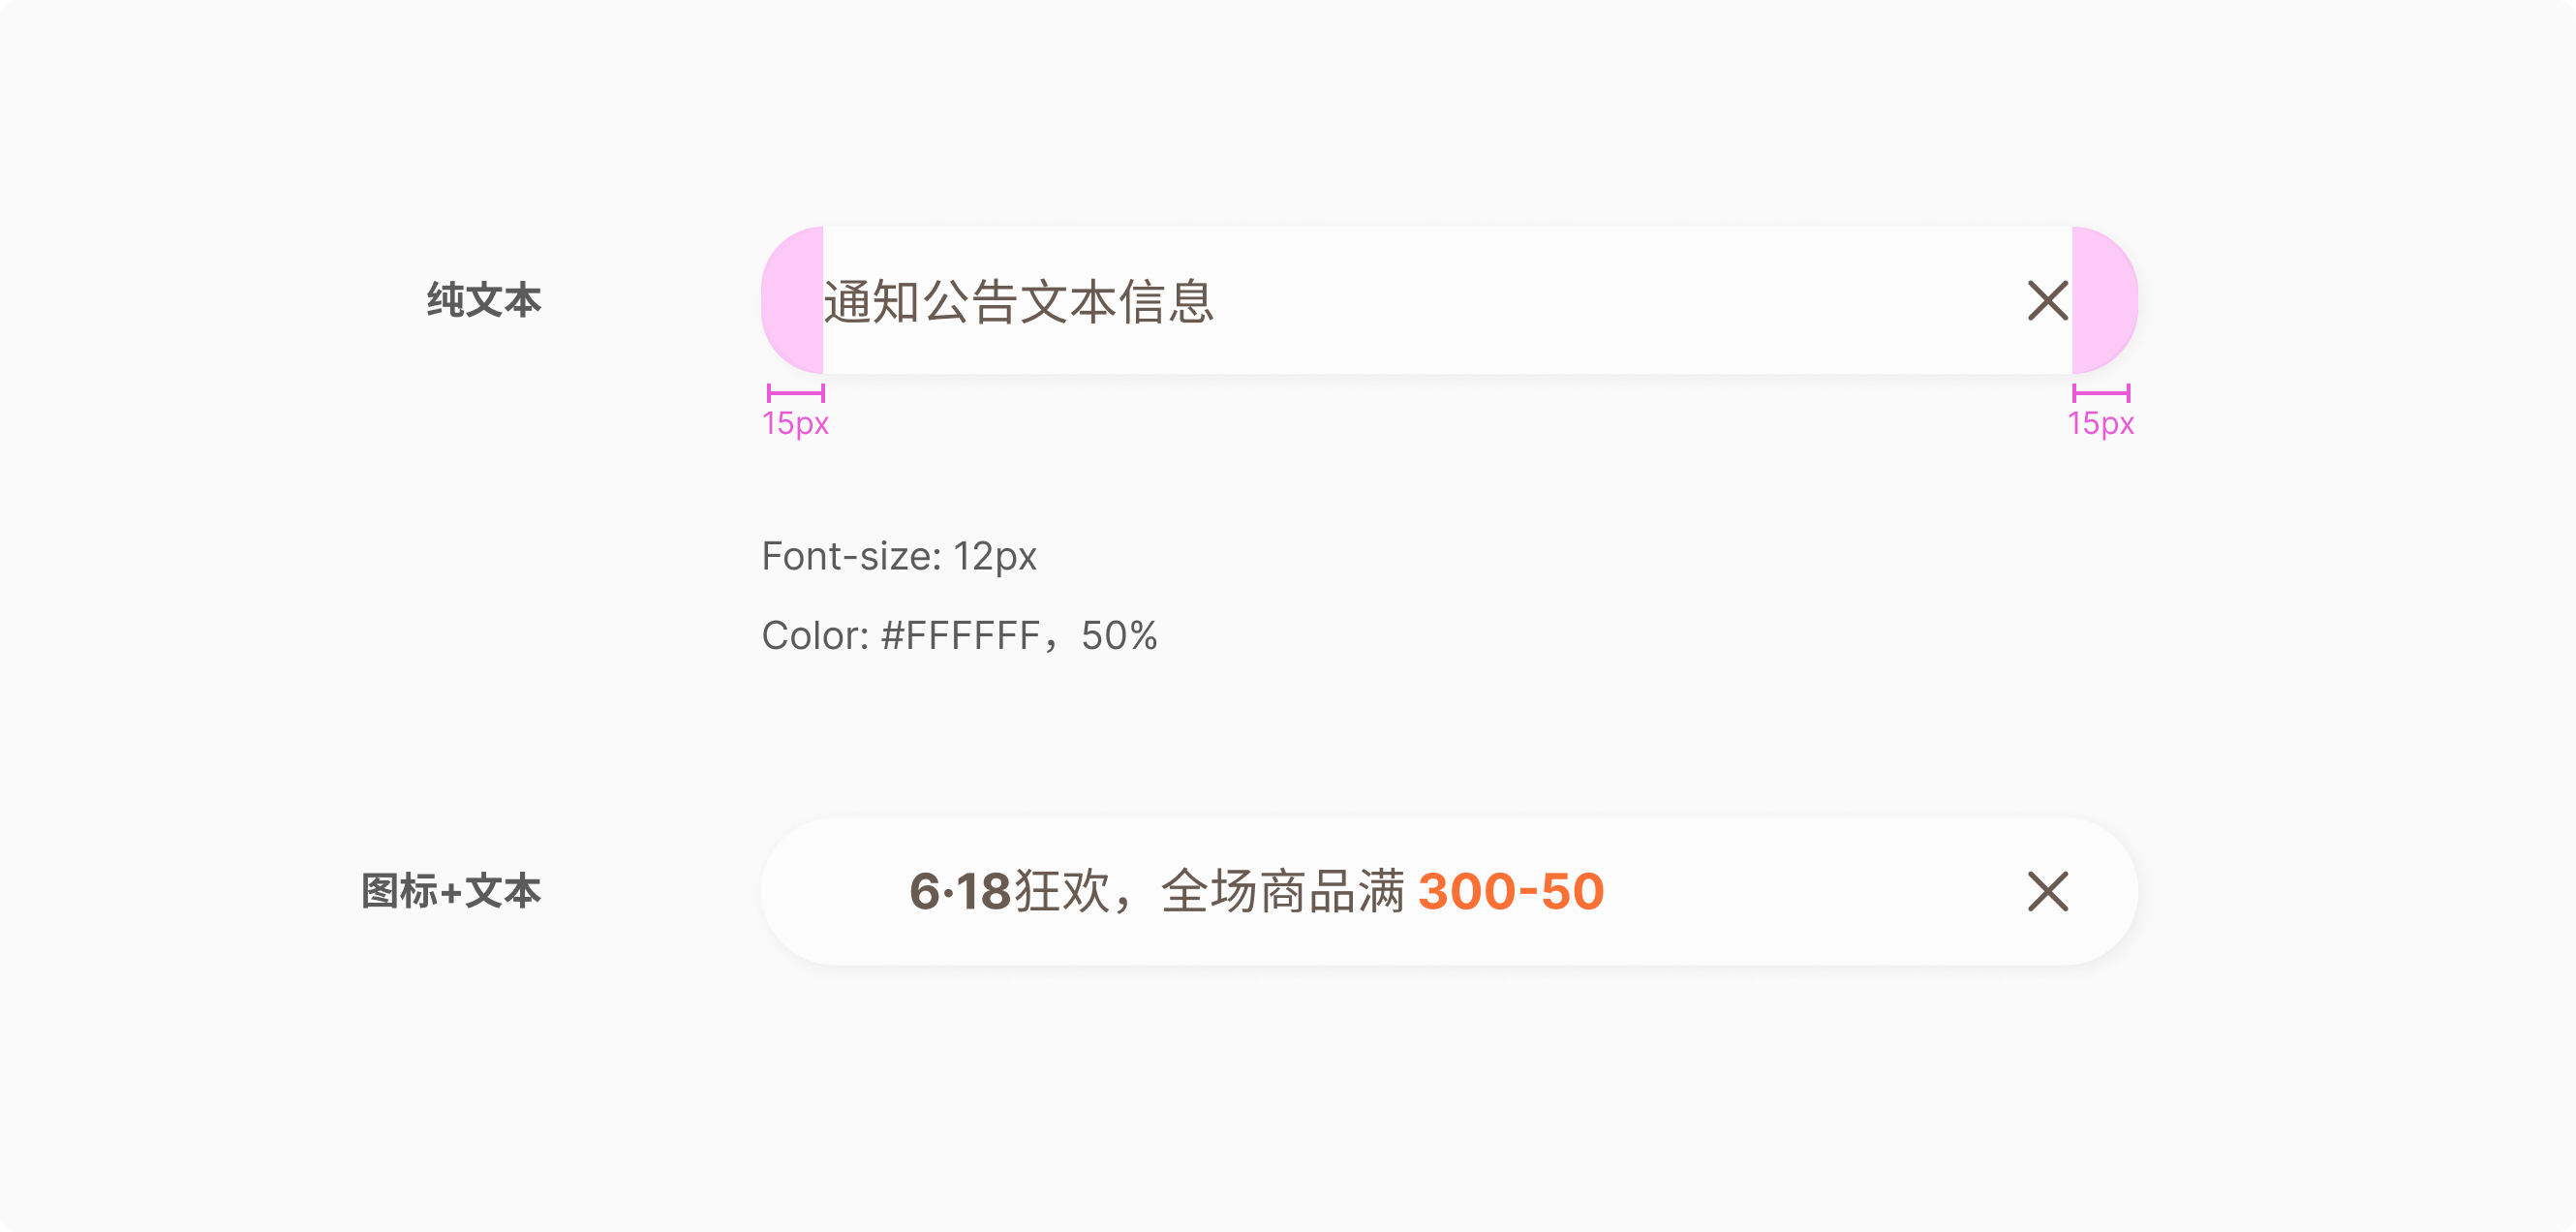 纯文本
通知公告文本信息
15px
15px
Font-size: 12px
Color: #FFFFFF，50%
图标+文本
6·18狂欢，全场商品满 300-50